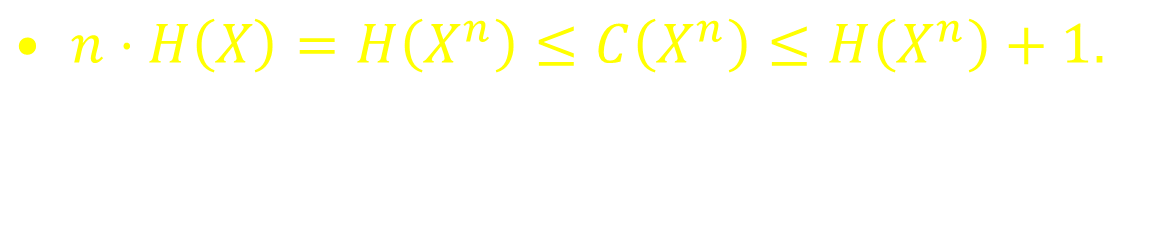 • n · H(X) = H(Xⁿ) ≤ C(Xⁿ) ≤ H(Xⁿ) + 1.